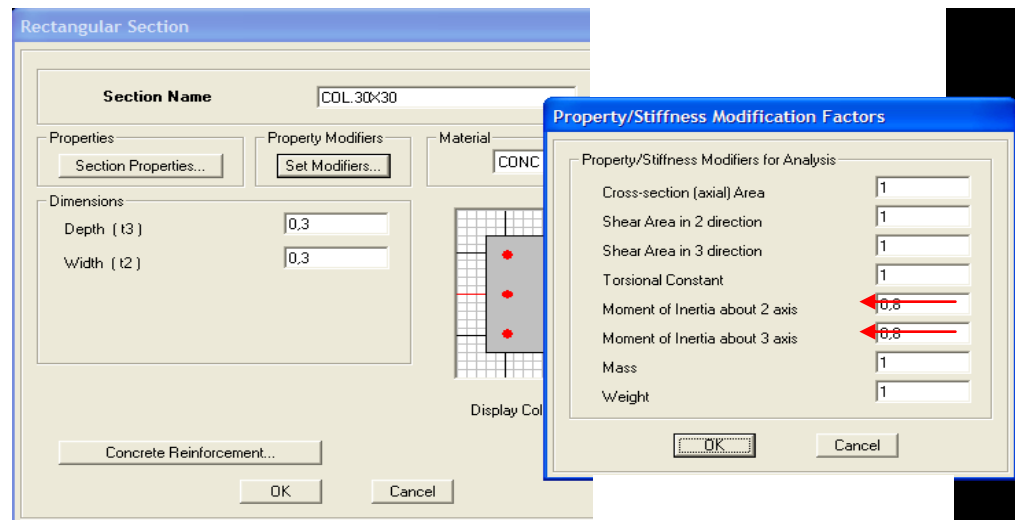 Rectangular Section
Section Name
COL.30X30
Properties
Section Properties...
Property Modifiers
Set Modifiers...
Material
CONC
Dimensions
Depth ( t3 )
0,3
Width ( t2 )
0,3
Display Col
Concrete Reinforcement...
OK
Cancel
Property/Stiffness Modification Factors
Property/Stiffness Modifiers for Analysis
Cross-section (axial) Area 1
Shear Area in 2 direction 1
Shear Area in 3 direction 1
Torsional Constant 1
Moment of Inertia about 2 axis 0,8
Moment of Inertia about 3 axis 0,8
Mass 1
Weight 1
OK
Cancel